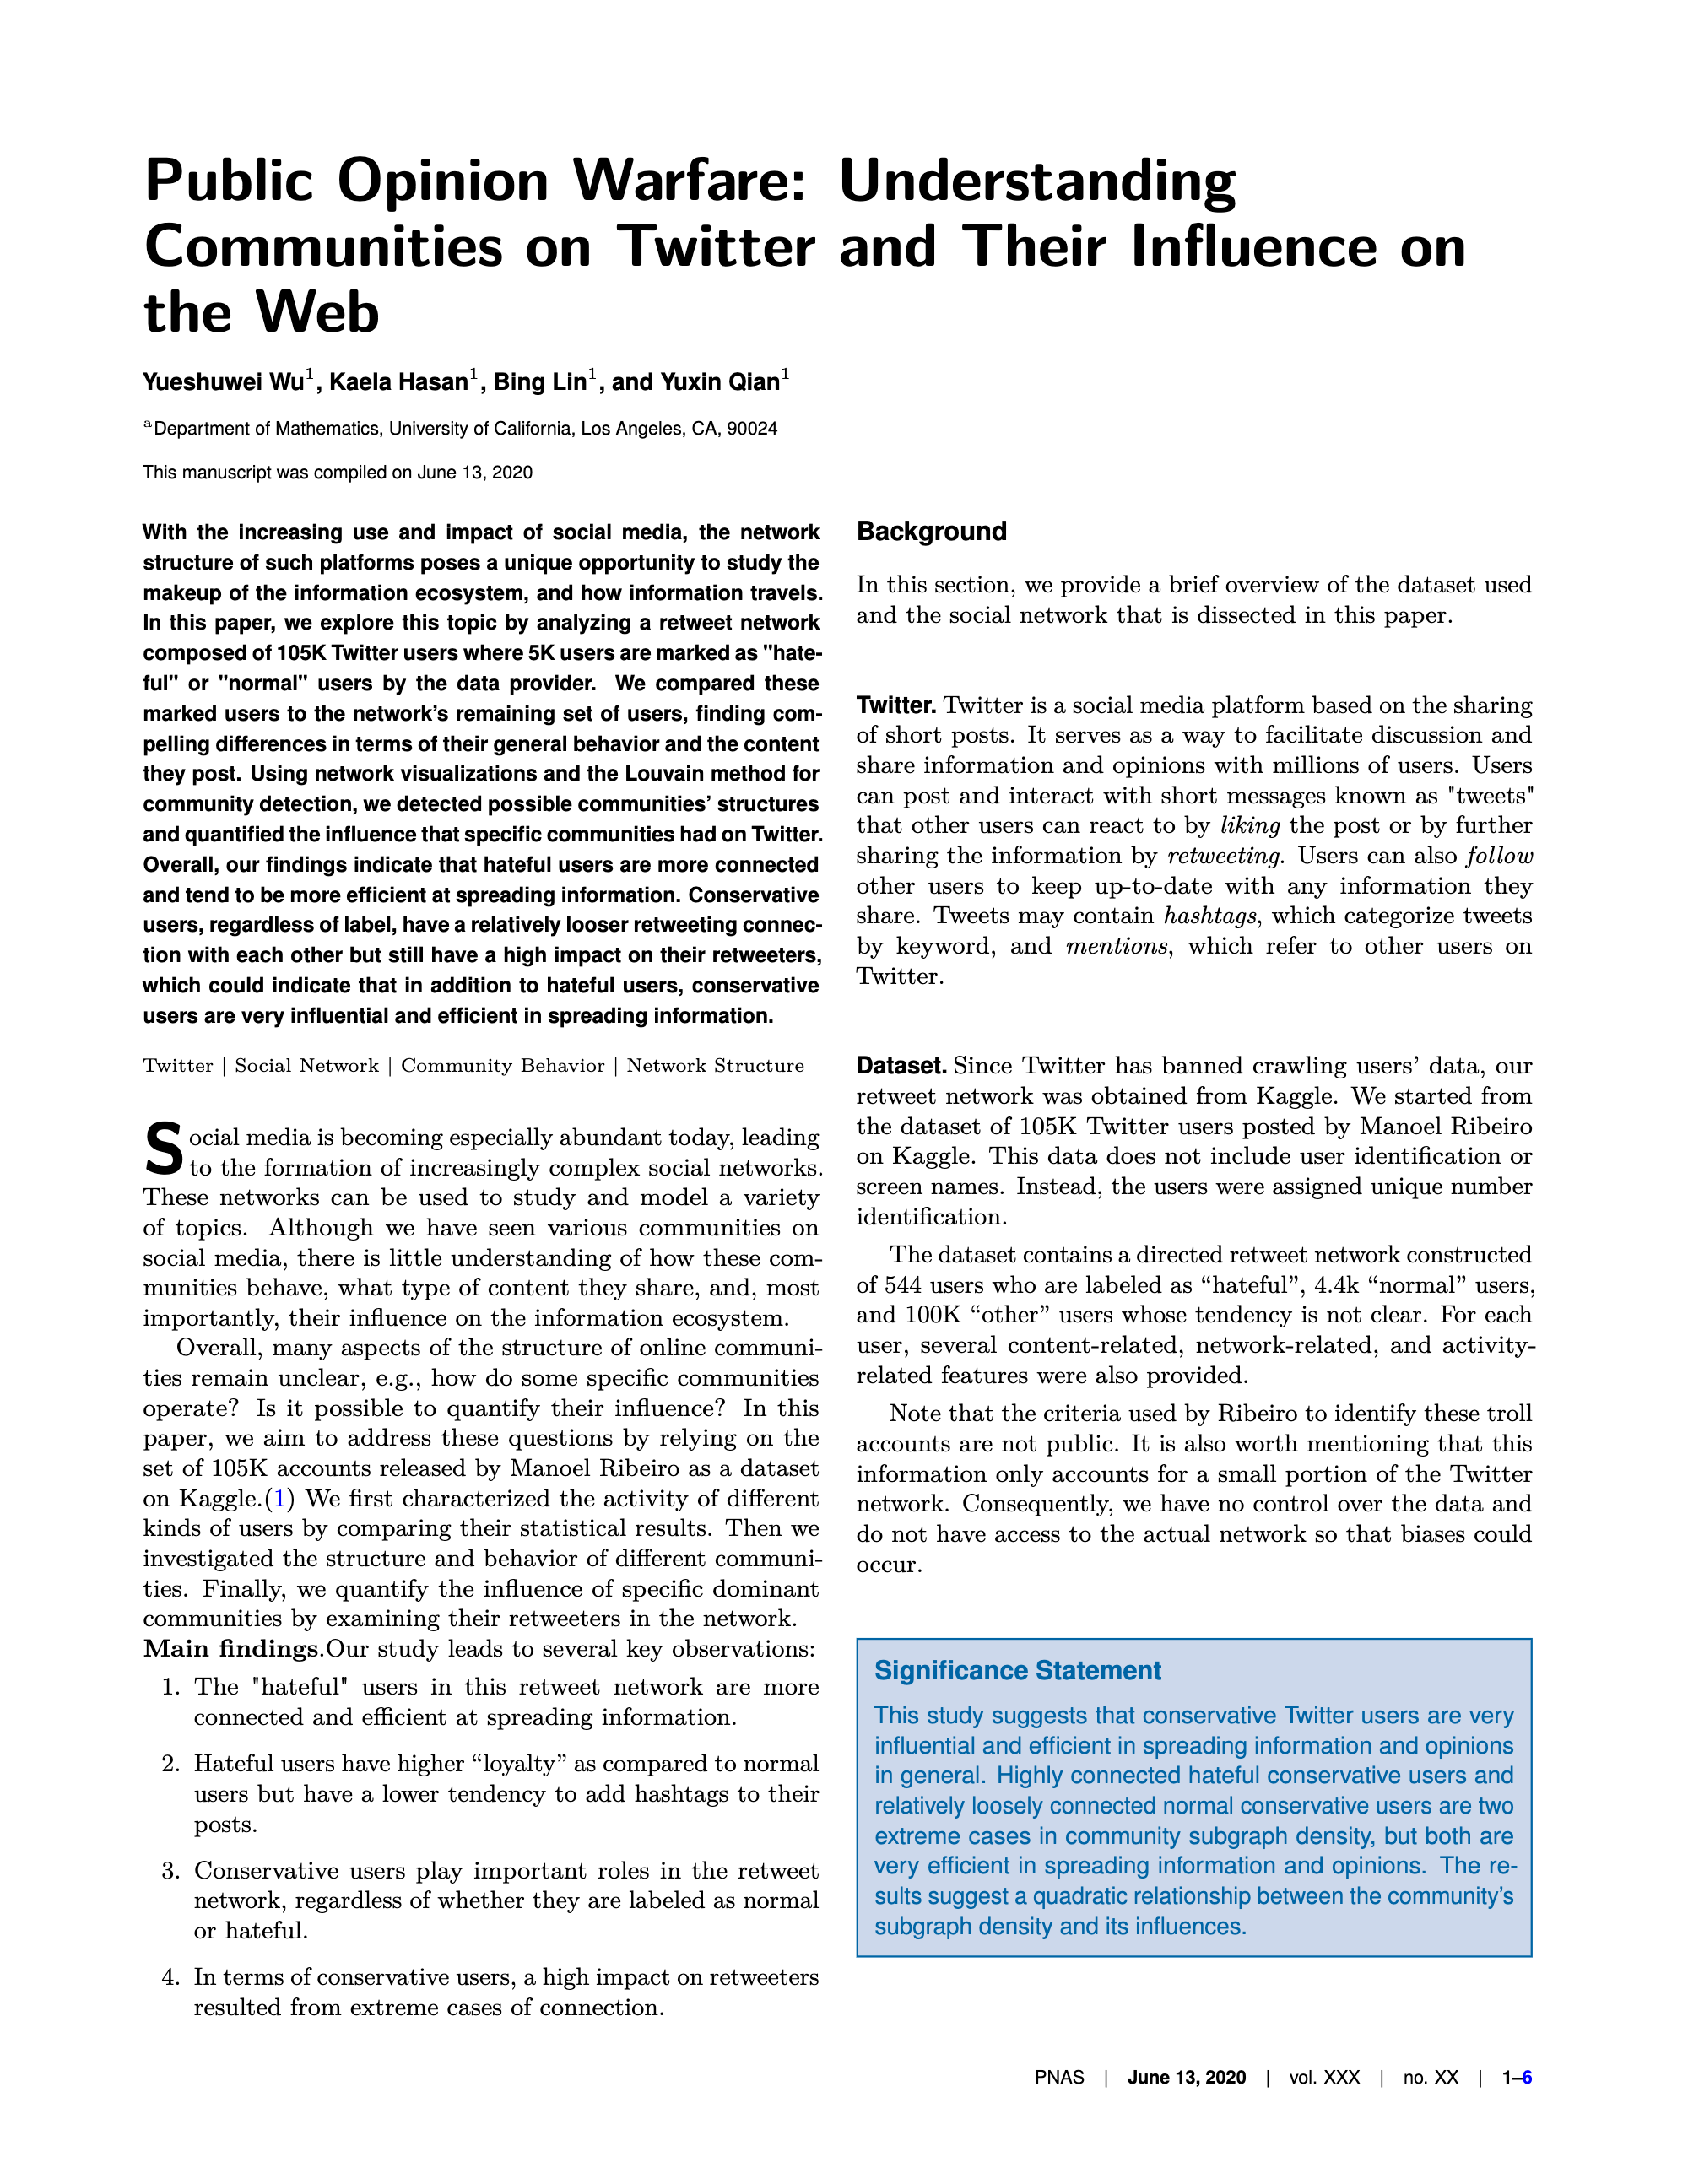 Public Opinion Warfare: Understanding
Communities on Twitter and Their Influence on
the Web
Yueshuwei Wu1, Kaela Hasan1, Bing Lin1, and Yuxin Qian1
aDepartment of Mathematics, University of California, Los Angeles, CA, 90024
This manuscript was compiled on June 13, 2020
With the increasing use and impact of social media, the network
structure of such platforms poses a unique opportunity to study the
makeup of the information ecosystem, and how information travels.
In this paper, we explore this topic by analyzing a retweet network
composed of 105K Twitter users where 5K users are marked as "hate-
ful" or "normal" users by the data provider. We compared these
marked users to the network's remaining set of users, finding com-
pelling differences in terms of their general behavior and the content
they post. Using network visualizations and the Louvain method for
community detection, we detected possible communities' structures
and quantified the influence that specific communities had on Twitter.
Overall, our findings indicate that hateful users are more connected
and tend to be more efficient at spreading information. Conservative
users, regardless of label, have a relatively looser retweeting connec-
tion with each other but still have a high impact on their retweeters,
which could indicate that in addition to hateful users, conservative
users are very influential and efficient in spreading information.
Twitter | Social Network | Community Behavior | Network Structure
Social media is becoming especially abundant today, leading
to the formation of increasingly complex social networks.
These networks can be used to study and model a variety
of topics. Although we have seen various communities on
social media, there is little understanding of how these com-
munities behave, what type of content they share, and, most
importantly, their influence on the information ecosystem.
Overall, many aspects of the structure of online communi-
ties remain unclear, e.g., how do some specific communities
operate? Is it possible to quantify their influence? In this
paper, we aim to address these questions by relying on the
set of 105K accounts released by Manoel Ribeiro as a dataset
on Kaggle.(1) We first characterized the activity of different
kinds of users by comparing their statistical results. Then we
investigated the structure and behavior of different communi-
ties. Finally, we quantify the influence of specific dominant
communities by examining their retweeters in the network.
Main findings.Our study leads to several key observations:
1. The "hateful" users in this retweet network are more
connected and efficient at spreading information.
2. Hateful users have higher “loyalty” as compared to normal
users but have a lower tendency to add hashtags to their
posts.
3. Conservative users play important roles in the retweet
network, regardless of whether they are labeled as normal
or hateful.
4. In terms of conservative users, a high impact on retweeters
resulted from extreme cases of connection.
Background
In this section, we provide a brief overview of the dataset used
and the social network that is dissected in this paper.
Twitter. Twitter is a social media platform based on the sharing
of short posts. It serves as a way to facilitate discussion and
share information and opinions with millions of users. Users
can post and interact with short messages known as "tweets"
that other users can react to by liking the post or by further
sharing the information by retweeting. Users can also follow
other users to keep up-to-date with any information they
share. Tweets may contain hashtags, which categorize tweets
by keyword, and mentions, which refer to other users on
Twitter.
Dataset. Since Twitter has banned crawling users' data, our
retweet network was obtained from Kaggle. We started from
the dataset of 105K Twitter users posted by Manoel Ribeiro
on Kaggle. This data does not include user identification or
screen names. Instead, the users were assigned unique number
identification.
The dataset contains a directed retweet network constructed
of 544 users who are labeled as “hateful”, 4.4k “normal” users,
and 100K “other” users whose tendency is not clear. For each
user, several content-related, network-related, and activity-
related features were also provided.
Note that the criteria used by Ribeiro to identify these troll
accounts are not public. It is also worth mentioning that this
information only accounts for a small portion of the Twitter
network. Consequently, we have no control over the data and
do not have access to the actual network so that biases could
occur.
Significance Statement
This study suggests that conservative Twitter users are very
influential and efficient in spreading information and opinions
in general. Highly connected hateful conservative users and
relatively loosely connected normal conservative users are two
extreme cases in community subgraph density, but both are
very efficient in spreading information and opinions. The re-
sults suggest a quadratic relationship between the community's
subgraph density and its influences.
PNAS | June 13, 2020 | vol. XXX | no. XX | 1–6